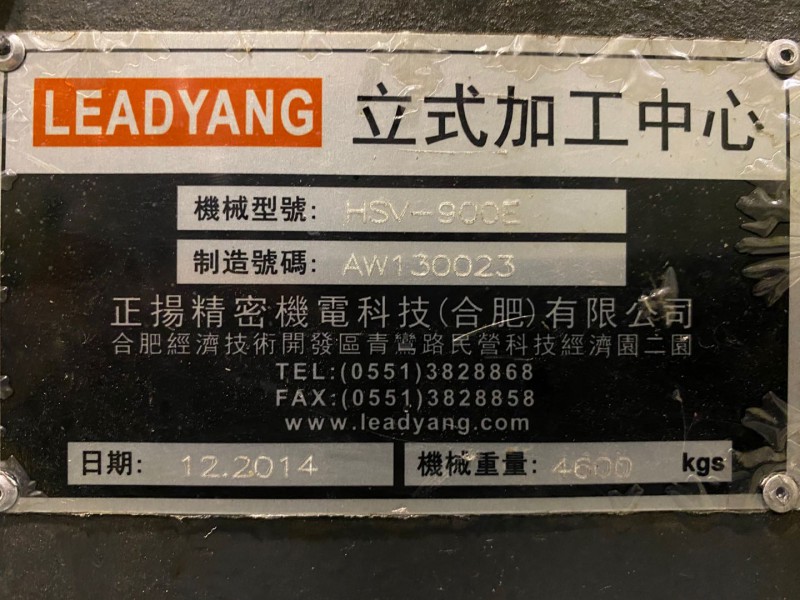 LEADYANG 立式加工中心
機械型號: HSV-900E
制造號碼: AW130023
正揚精密機電科技(合肥)有限公司
合肥經濟技術開發區青鸞路民營科技經濟園二園
TEL:(0551)3828868
FAX:(0551)3828858
www.leadyang.com
日期: 12.2014 機械重量: 4600 kgs